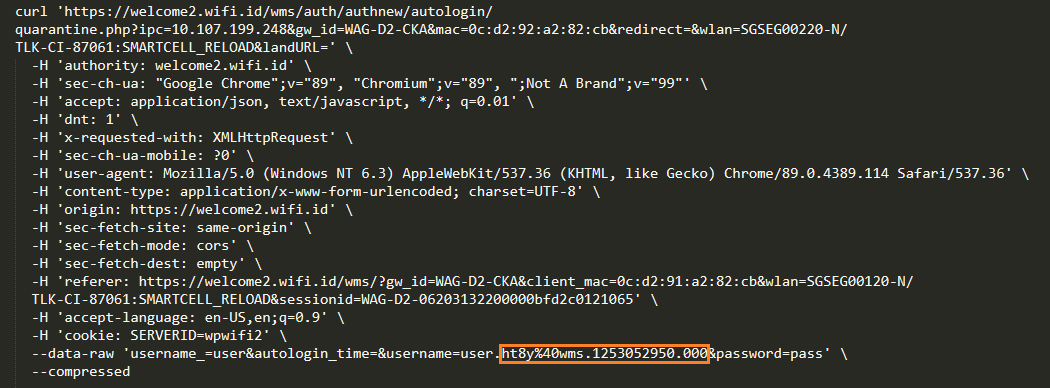 curl 'https://welcome2.wifi.id/wms/auth/authnew/autologin/
quarantine.php?ipc=10.107.199.248&gw_id=WAG-D2-CKA&mac=0c:d2:92:a2:82:cb&redirect=&wlan=SGSEG00220-N/
TLK-CI-87061:SMARTCELL_RELOAD&landURL=' \
-H 'authority: welcome2.wifi.id' \
-H 'sec-ch-ua: "Google Chrome";v="89", "Chromium";v="89", ";Not A Brand";v="99"' \
-H 'accept: application/json, text/javascript, */*; q=0.01' \
-H 'dnt: 1' \
-H 'x-requested-with: XMLHttpRequest' \
-H 'sec-ch-ua-mobile: ?0' \
-H 'user-agent: Mozilla/5.0 (Windows NT 6.3) AppleWebKit/537.36 (KHTML, like Gecko) Chrome/89.0.4389.114 Safari/537.36' \
-H 'content-type: application/x-www-form-urlencoded; charset=UTF-8' \
-H 'origin: https://welcome2.wifi.id' \
-H 'sec-fetch-site: same-origin' \
-H 'sec-fetch-mode: cors' \
-H 'sec-fetch-dest: empty' \
-H 'referer: https://welcome2.wifi.id/wms/?gw_id=WAG-D2-CKA&client_mac=0c:d2:91:a2:82:cb&wlan=SGSEG00120-N/
TLK-CI-87061:SMARTCELL_RELOAD&sessionid=WAG-D2-06203132200000bfd2c0121065' \
-H 'accept-language: en-US,en;q=0.9' \
-H 'cookie: SERVERID=wpwifi2' \
--data-raw 'username_=user&autologin_time=&username=user.ht8y%40wms.1253052950.000&password=pass' \
--compressed